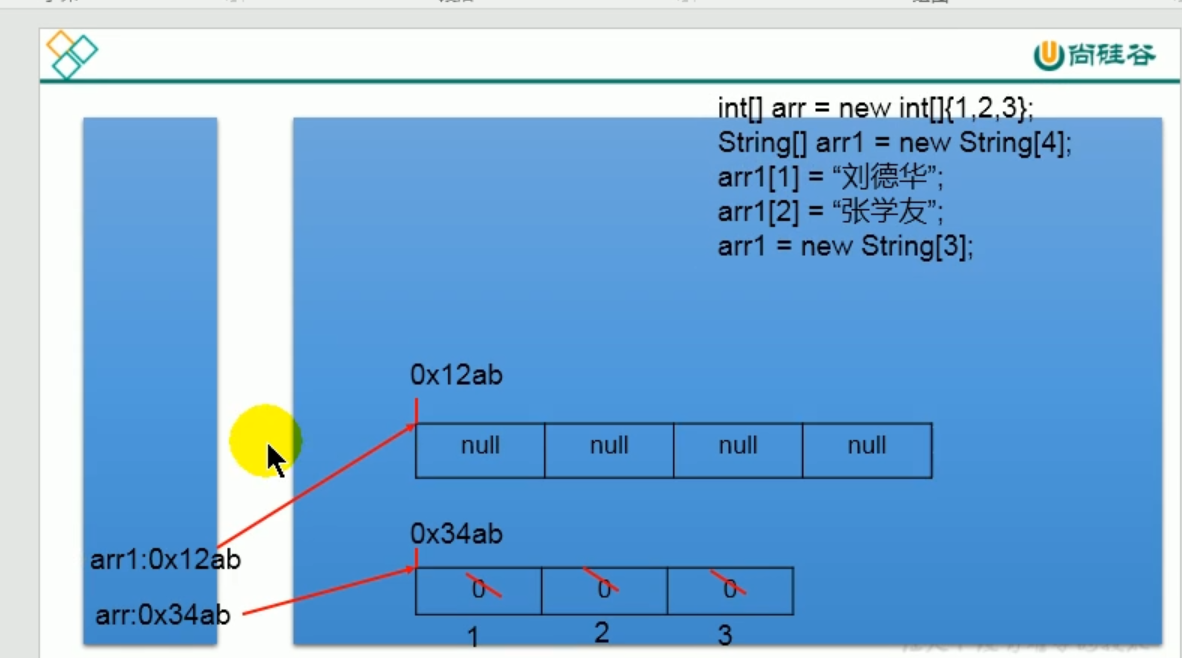 尚硅谷
int[] arr = new int[]{1,2,3};
String[] arr1 = new String[4];
arr1[1] = “刘德华”;
arr1[2] = “张学友”;
arr1 = new String[3];
0x12ab
null null null null
0x34ab
arr1:0x12ab
0 0 0
arr:0x34ab
1 2 3